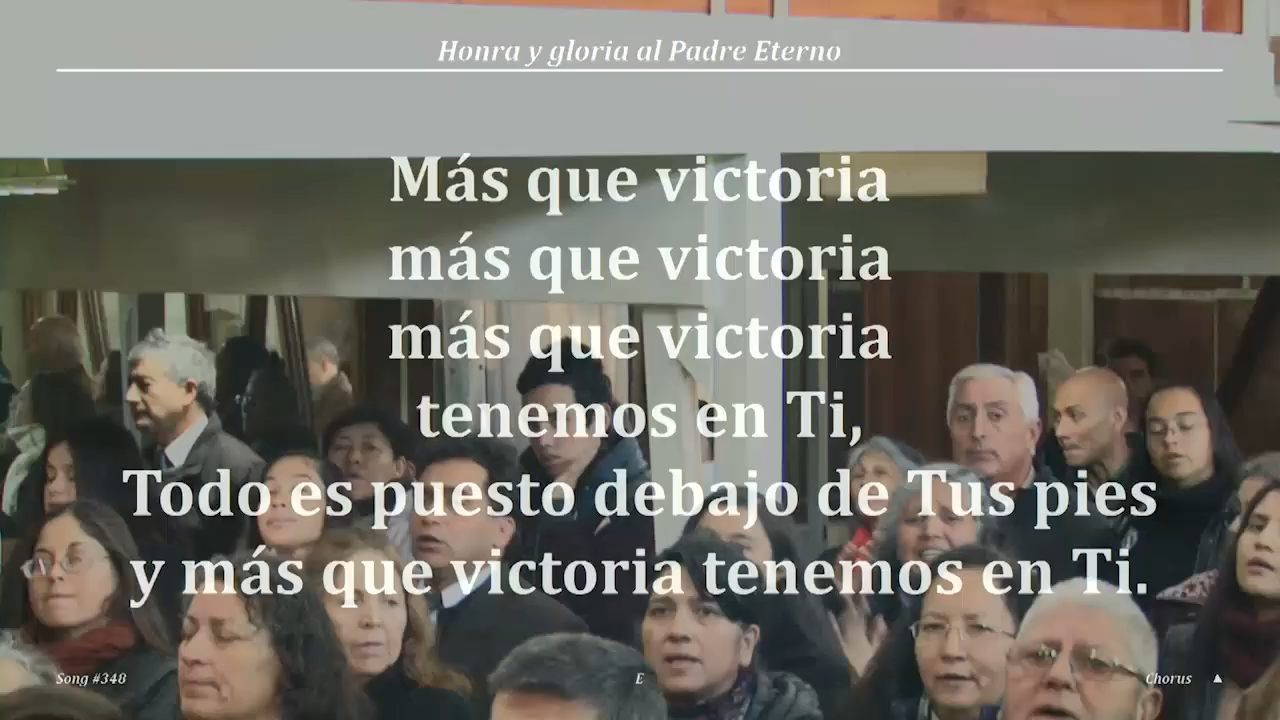 Honra y gloria al Padre Eterno
Más que victoria
más que victoria
más que victoria
tenemos en Ti,
Todo es puesto debajo de Tus pies
y más que victoria tenemos en Ti.
Song #348 E Chorus ▲